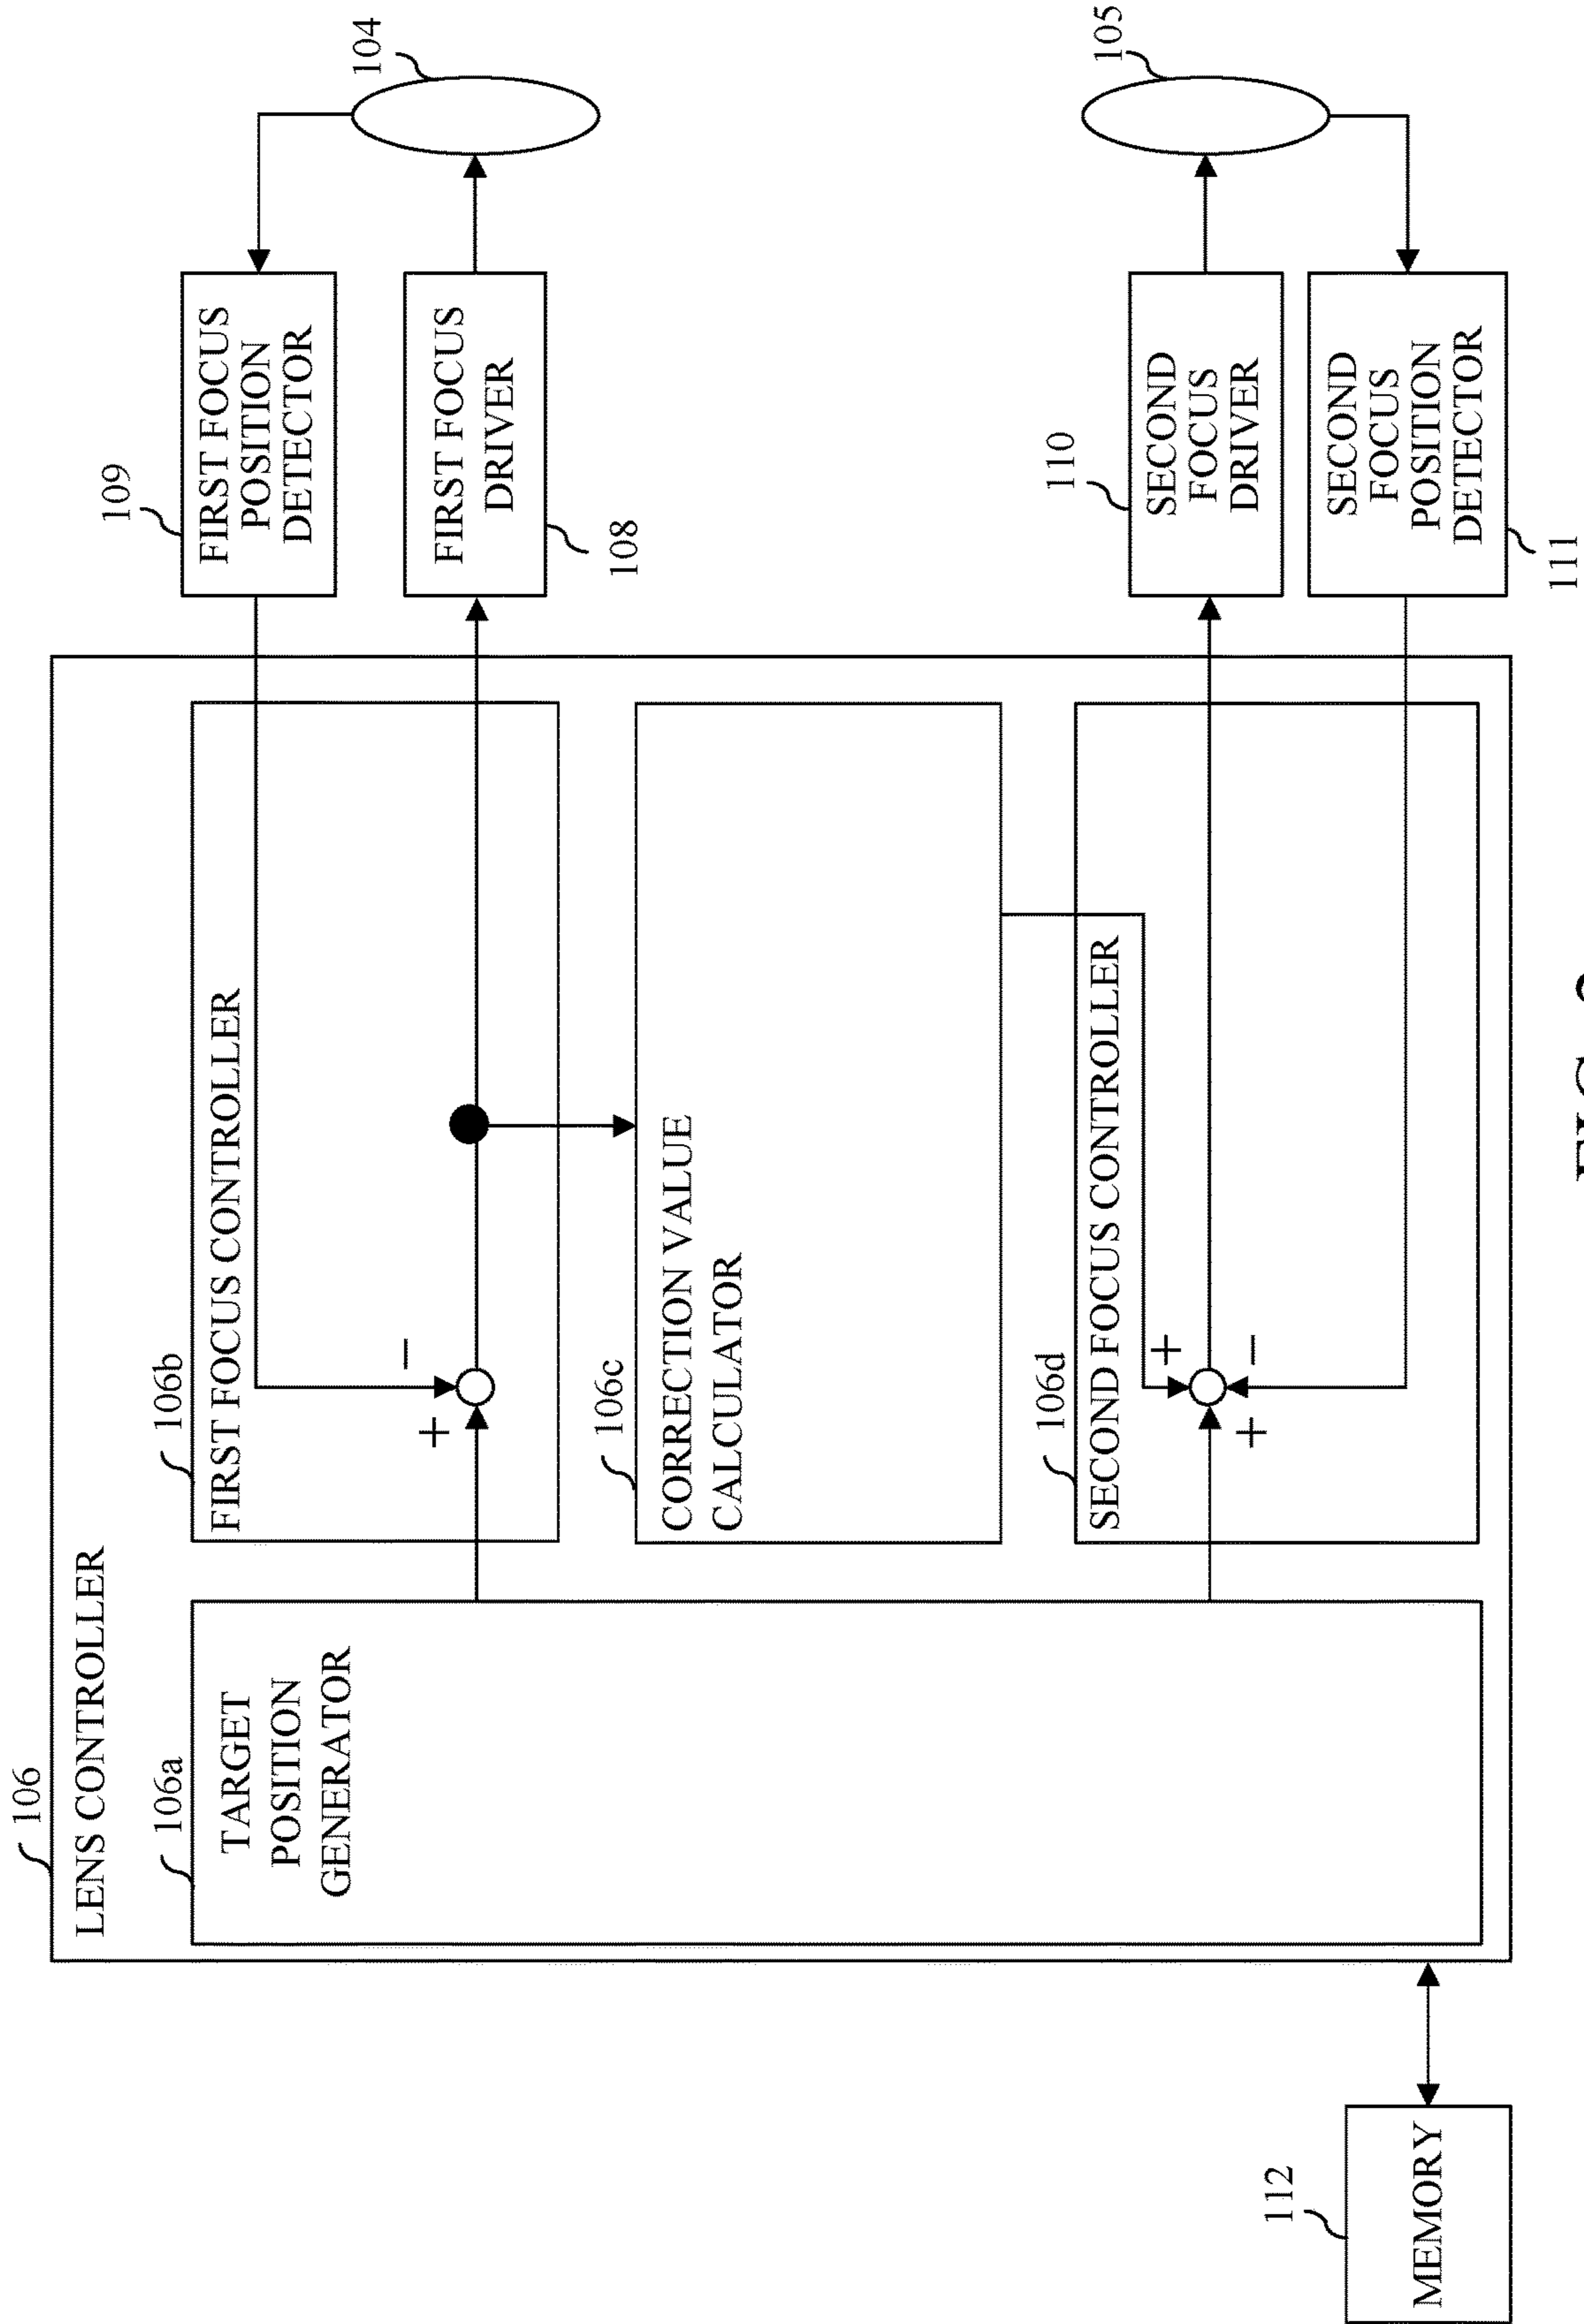 106
LENS CONTROLLER
106a
TARGET
POSITION
GENERATOR
106b
FIRST FOCUS CONTROLLER
+
−
109
FIRST FOCUS
POSITION
DETECTOR
104
FIRST FOCUS
DRIVER
108
106c
CORRECTION VALUE
CALCULATOR
106d
SECOND FOCUS CONTROLLER
+
+
−
110
SECOND
FOCUS
DRIVER
105
SECOND
FOCUS
POSITION
DETECTOR
111
112
MEMORY
FIG.